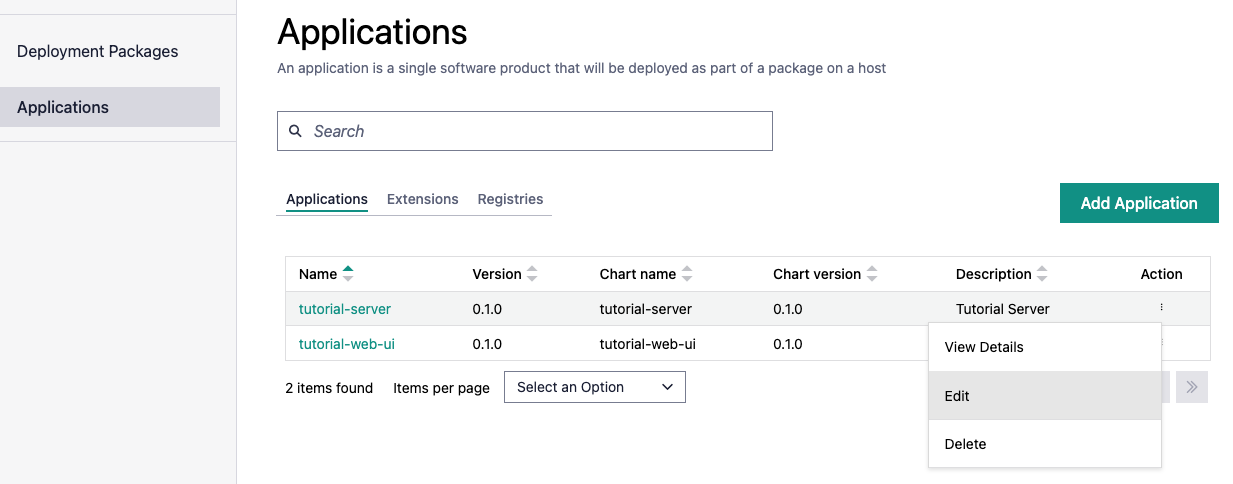 Deployment Packages
Applications
Applications
An application is a single software product that will be deployed as part of a package on a host
Search
Applications Extensions Registries
Add Application
Name Version Chart name Chart version Description Action
tutorial-server 0.1.0 tutorial-server 0.1.0 Tutorial Server
tutorial-web-ui 0.1.0 tutorial-web-ui 0.1.0
View Details
Edit
Delete
2 items found Items per page Select an Option